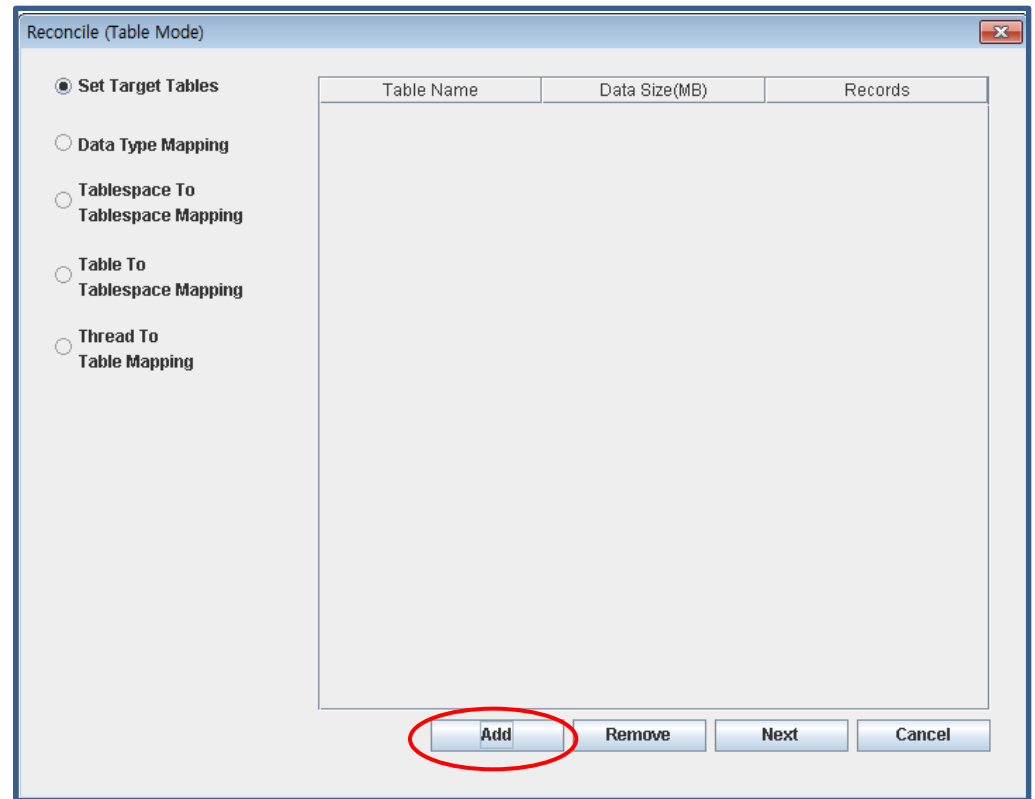 Reconcile (Table Mode)
Set Target Tables
Data Type Mapping
Tablespace To
Tablespace Mapping
Table To
Tablespace Mapping
Thread To
Table Mapping
Table Name Data Size(MB) Records
Add Remove Next Cancel